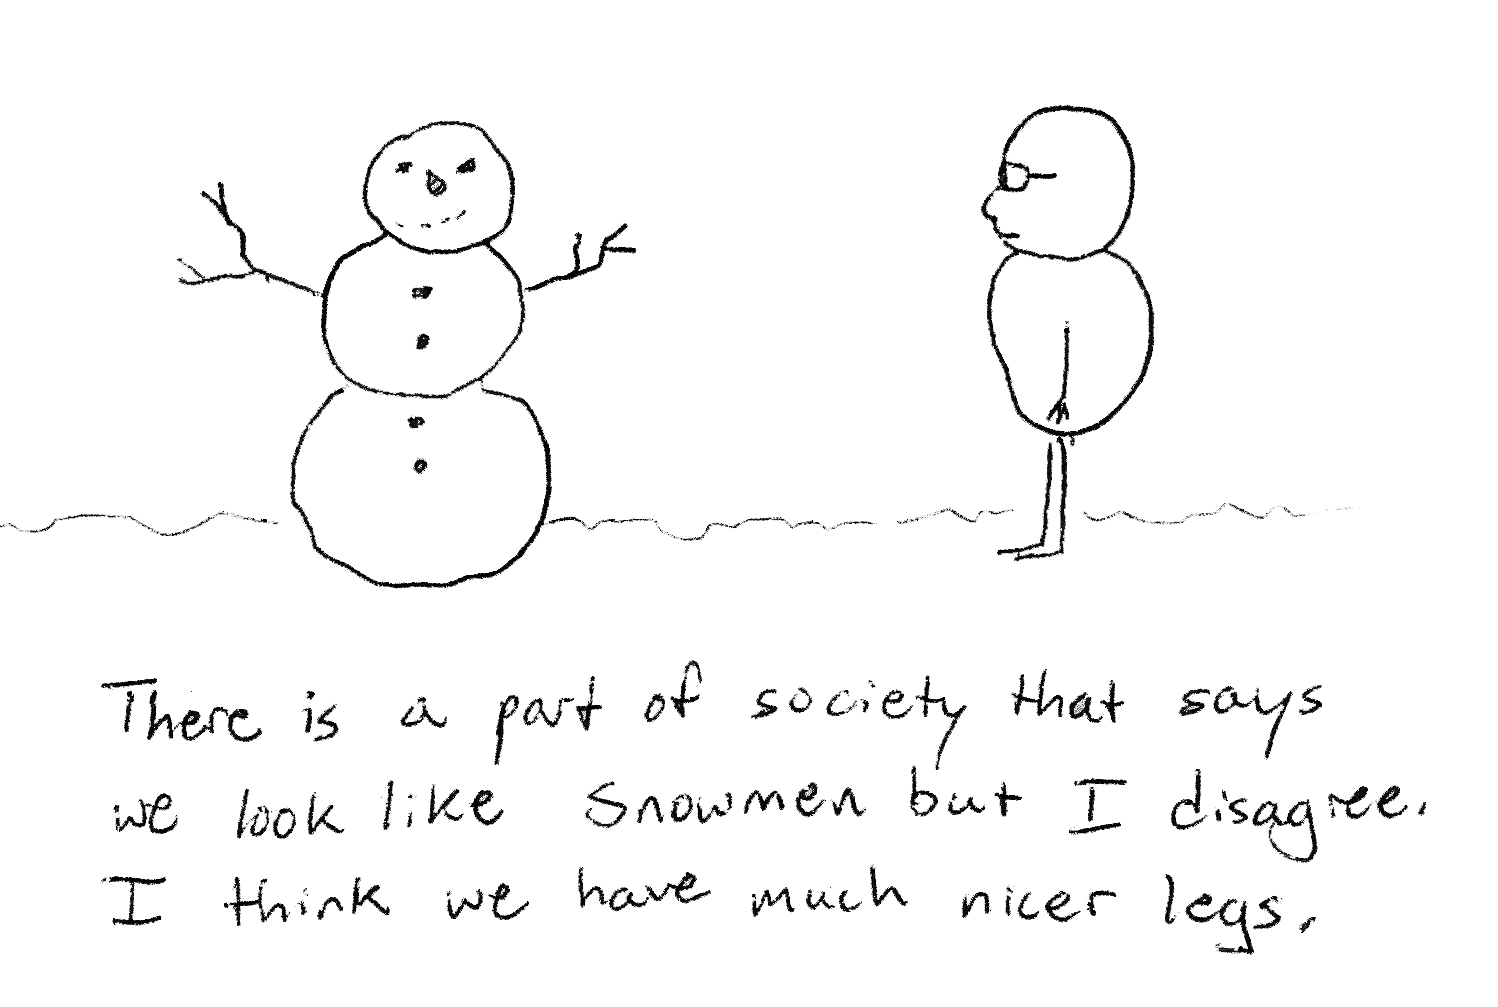 There is a part of society that says
we look like Snowmen but I disagree.
I think we have much nicer legs.